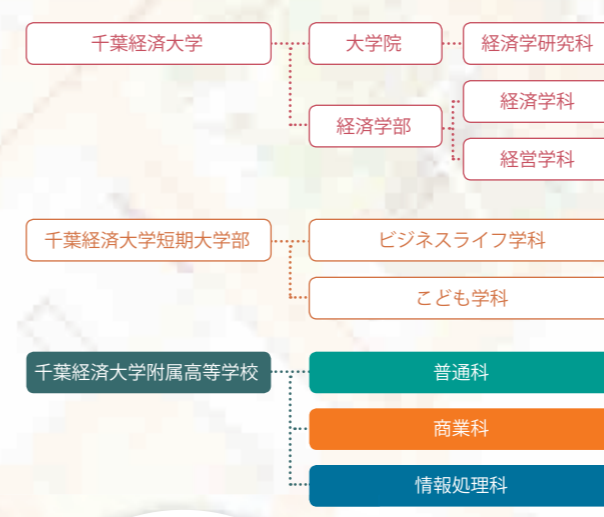 千葉経済大学
大学院
経済学研究科
経済学部
経済学科
経営学科
千葉経済大学短期大学部
ビジネスライフ学科
こども学科
千葉経済大学附属高等学校
普通科
商業科
情報処理科